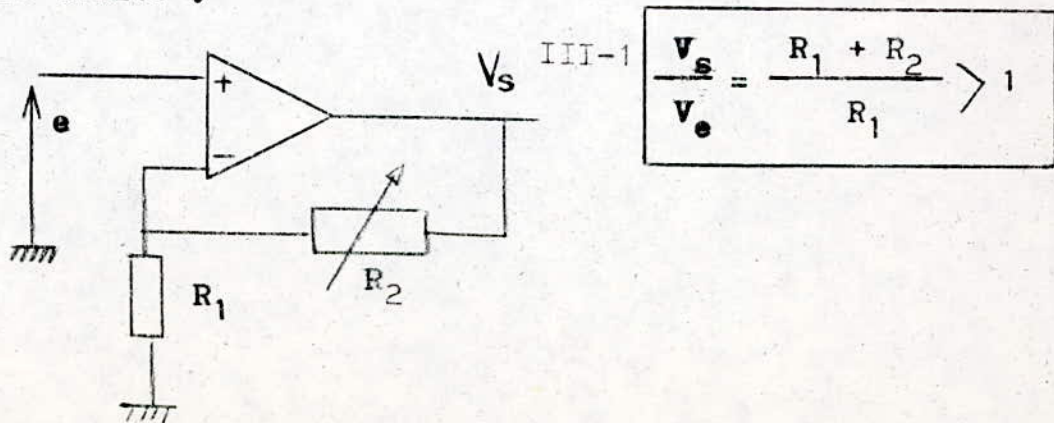 +
e
−
Vs
R2
R1
III-1
Vs / Ve = R1 + R2 / R1 > 1